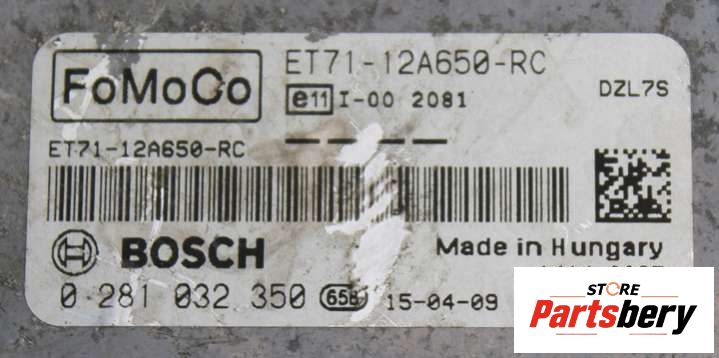 FoMoCo
ET71-12A650-RC
e11 I-00 2081
DZL7S
ET71-12A650-RC
BOSCH
Made in Hungary
0 281 032 350 15-04-09
STORE
Partsbery